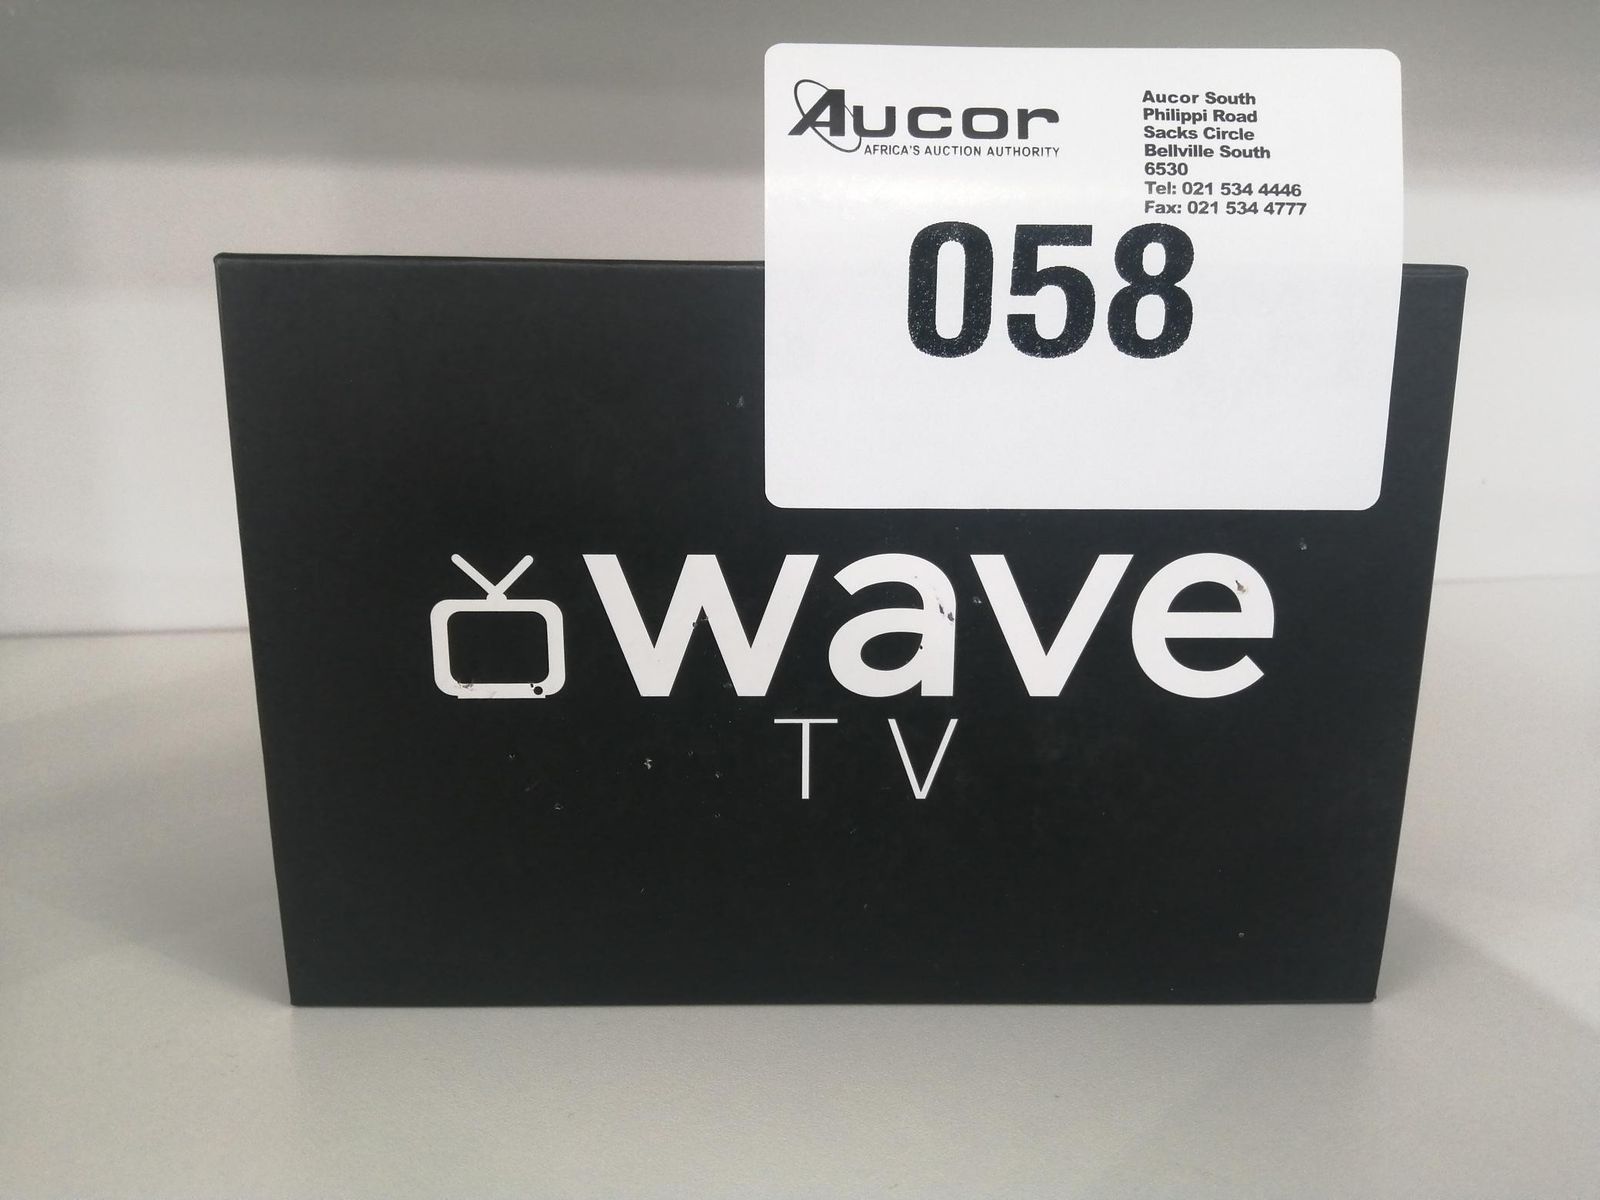 Aucor
AFRICA'S AUCTION AUTHORITY
Aucor South
Philippi Road
Sacks Circle
Bellville South
6530
Tel: 021 534 4446
Fax: 021 534 4777
058
wave
TV